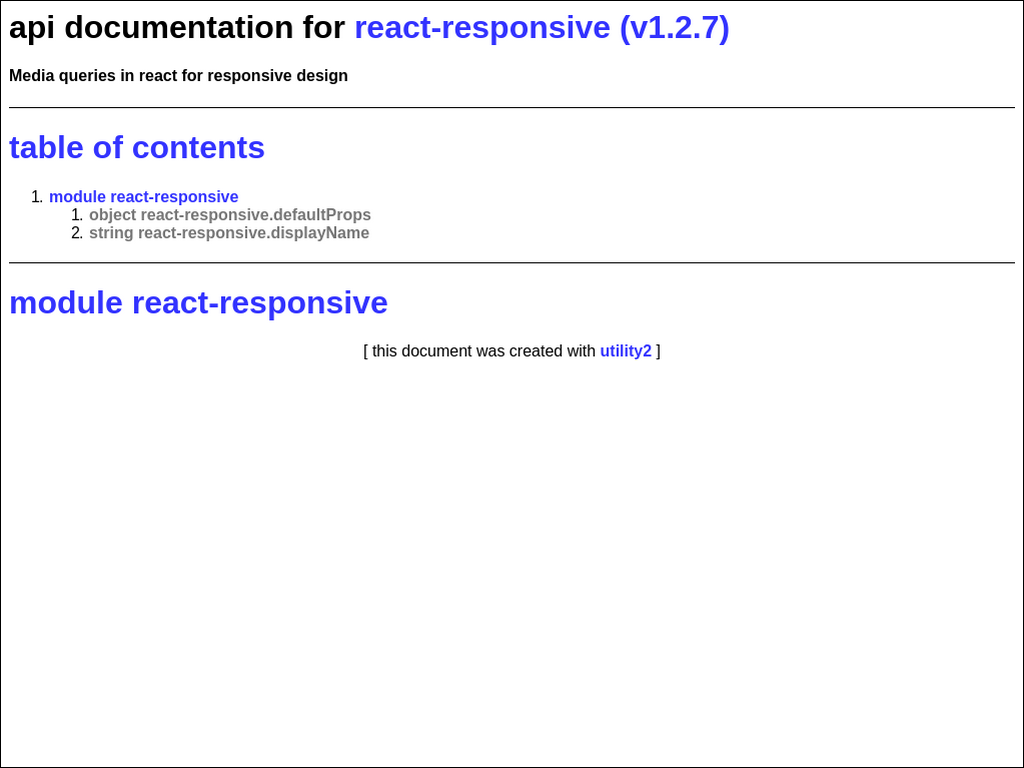 api documentation for react-responsive (v1.2.7)
Media queries in react for responsive design
table of contents
1. module react-responsive
1. object react-responsive.defaultProps
2. string react-responsive.displayName
module react-responsive
[ this document was created with utility2 ]